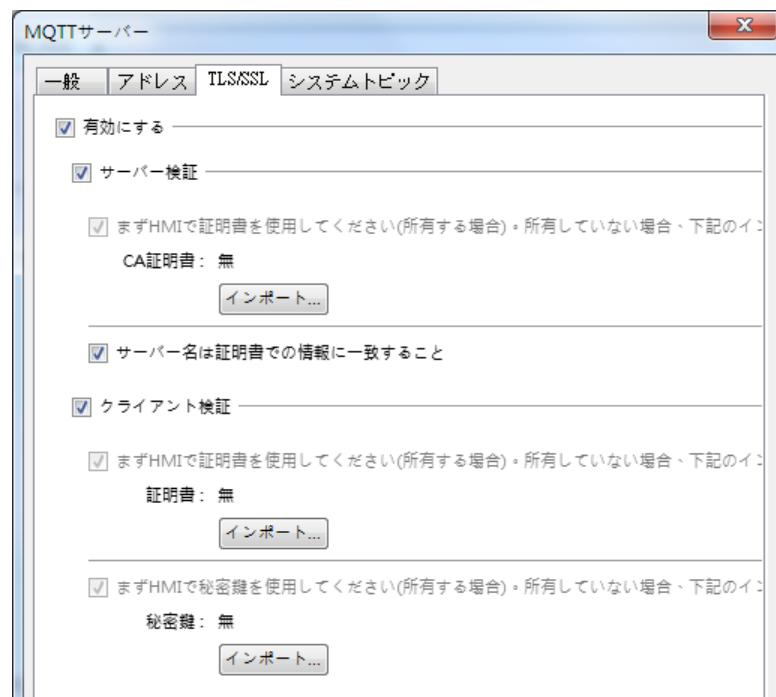 MQTTサーバー
一般 アドレス TLS/SSL システムトピック
有効にする
サーバー検証
まずHMIで証明書を使用してください(所有する場合)。所有していない場合、下記のイ
CA証明書： 無
インポート...
サーバー名は証明書での情報に一致すること
クライアント検証
まずHMIで証明書を使用してください(所有する場合)。所有していない場合、下記のイ
証明書： 無
インポート...
まずHMIで秘密鍵を使用してください(所有する場合)。所有していない場合、下記のイ
秘密鍵： 無
インポート...